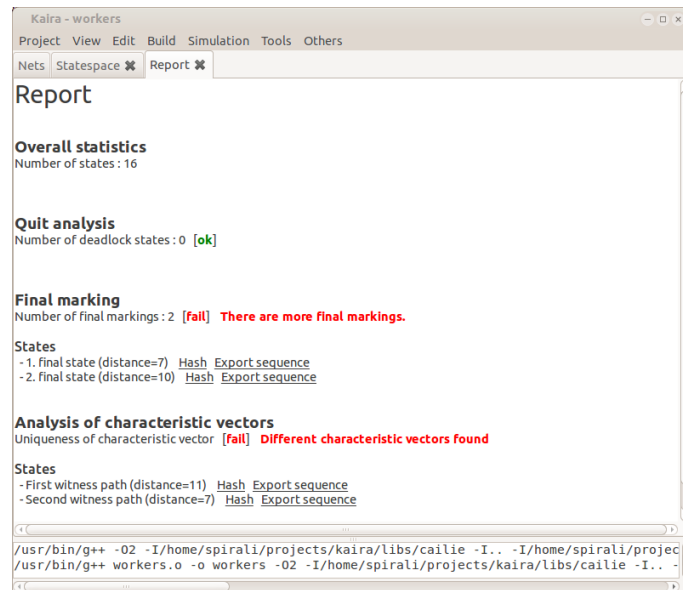 Kaira - workers
Project View Edit Build Simulation Tools Others
Nets Statespace ✖ Report ✖
Report
Overall statistics
Number of states : 16
Quit analysis
Number of deadlock states : 0 [ok]
Final marking
Number of final markings : 2 [fail] There are more final markings.
States
- 1. final state (distance=7) Hash Export sequence
- 2. final state (distance=10) Hash Export sequence
Analysis of characteristic vectors
Uniqueness of characteristic vector [fail] Different characteristic vectors found
States
- First witness path (distance=11) Hash Export sequence
- Second witness path (distance=7) Hash Export sequence
/usr/bin/g++ -O2 -I/home/spirali/projects/kaira/libs/cailie -I.. -I/home/spirali/projec
/usr/bin/g++ workers.o -o workers -O2 -I/home/spirali/projects/kaira/libs/cailie -I.. -